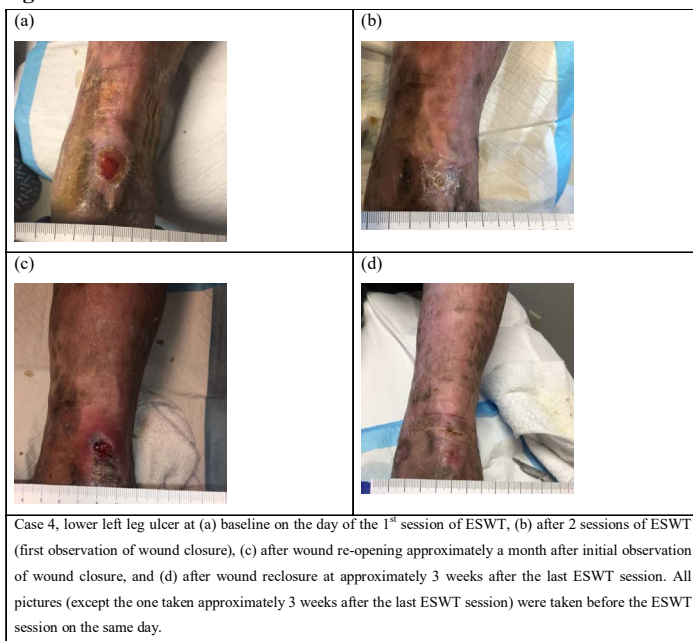 (a)
(b)
(c)
(d)
Case 4, lower left leg ulcer at (a) baseline on the day of the 1st session of ESWT, (b) after 2 sessions of ESWT
(first observation of wound closure), (c) after wound re-opening approximately a month after initial observation
of wound closure, and (d) after wound reclosure at approximately 3 weeks after the last ESWT session. All
pictures (except the one taken approximately 3 weeks after the last ESWT session) were taken before the ESWT
session on the same day.